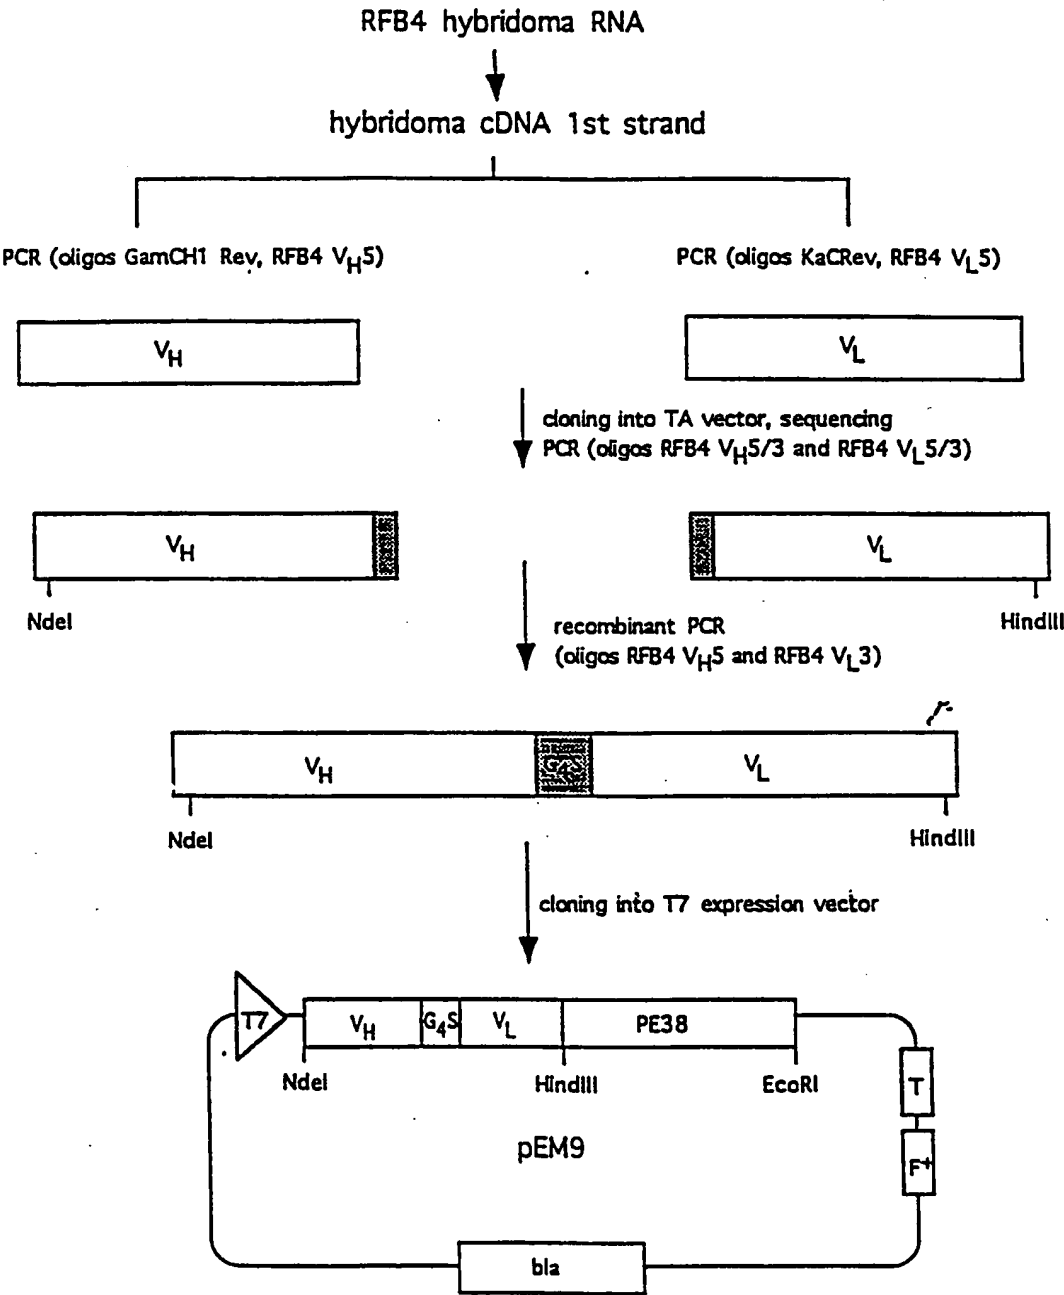 RFB4 hybridoma RNA
hybridoma cDNA 1st strand
PCR (oligos GamCH1 Rev, RFB4 VH5)
PCR (oligos KaCRev, RFB4 VL5)
VH
VL
cloning into TA vector, sequencing
PCR (oligos RFB4 VH5/3 and RFB4 VL5/3)
VH
VL
NdeI
HindIII
recombinant PCR
(oligos RFB4 VH5 and RFB4 VL3)
VH
G4S
VL
NdeI
HindIII
cloning into T7 expression vector
T7
VH
G4S
VL
PE38
NdeI
HindIII
EcoRI
T
pEM9
F+
bla